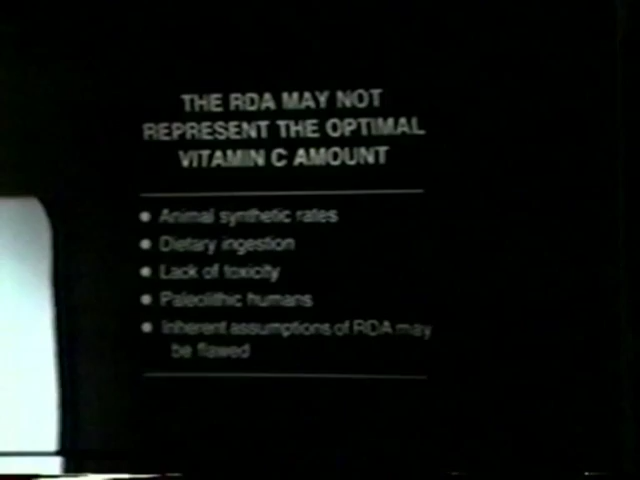 THE RDA MAY NOT
REPRESENT THE OPTIMAL
VITAMIN C AMOUNT
• Animal synthetic rates
• Dietary ingestion
• Lack of toxicity
• Paleolithic humans
• Inherent assumptions of RDA may
be flawed